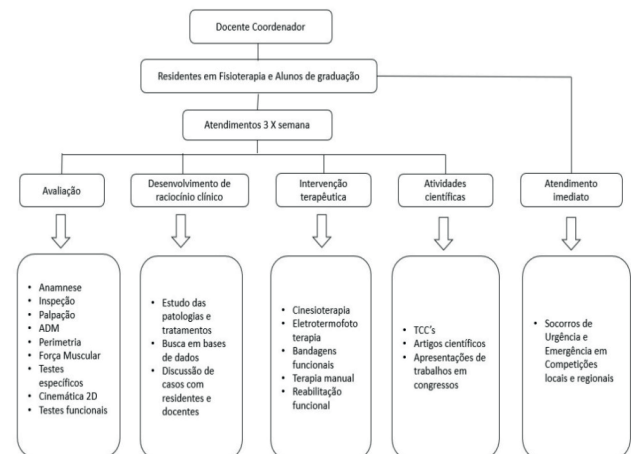 Docente Coordenador
Residentes em Fisioterapia e Alunos de graduação
Atendimentos 3 X semana
Avaliação
Desenvolvimento de
raciocínio clínico
Intervenção
terapêutica
Atividades
científicas
Atendimento
imediato
• Anamnese
• Inspeção
• Palpação
• ADM
• Perimetria
• Força Muscular
• Testes
específicos
• Cinemática 2D
• Testes funcionais
• Estudo das
patologias e
tratamentos
• Busca em bases
de dados
• Discussão de
casos com
residentes e
docentes
• Cinesioterapia
• Eletrotermofoto
terapia
• Bandagens
funcionais
• Terapia manual
• Reabilitação
funcional
• TCC's
• Artigos científicos
• Apresentações de
trabalhos em
congressos
• Socorros de
Urgência e
Emergência em
Competições
locais e regionais